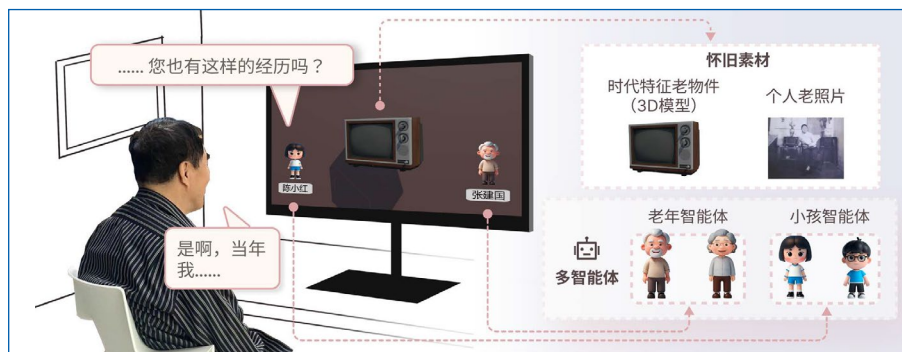 ...... 您也有这样的经历吗？
陈小红
张建国
是啊，当年
我......
怀旧素材
时代特征老物件
（3D模型）
个人老照片
老年智能体
小孩智能体
多智能体